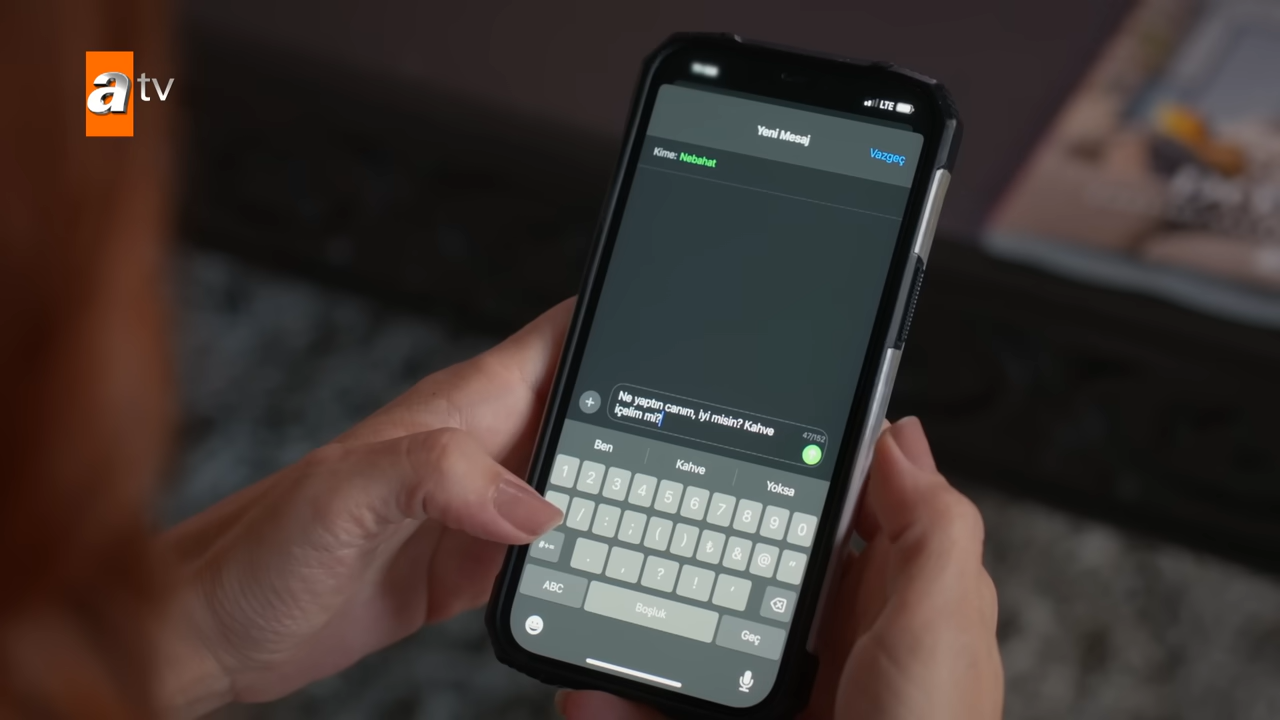 a tv
LTE
Yeni Mesaj
Vazgeç
Kime: Nebahat
Ne yaptın canım, iyi misin? Kahve
içelim mi?
47/152
Ben
Kahve
Yoksa
1 2 3 4 5 6 7 8 9 0
/ : ; ( ) ₺ & @ "
#+=
. , ? ! '
ABC
Boşluk
Geç